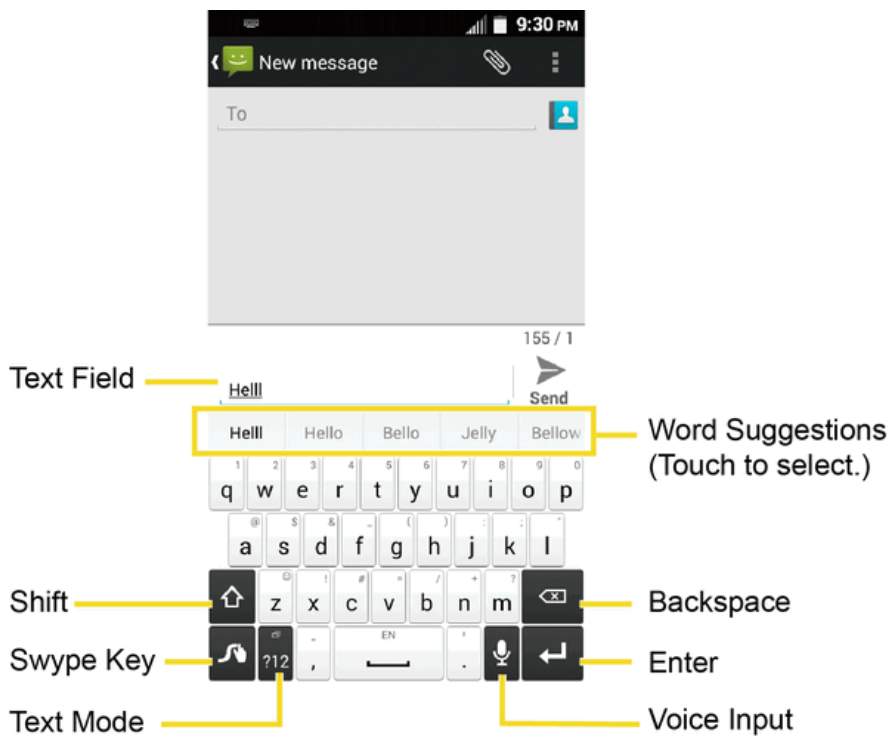 9:30 PM
New message
To
155 / 1
Text Field
Helll
Send
Helll Hello Bello Jelly Bellow
Word Suggestions
(Touch to select.)
1 2 3 4 5 6 7 8 9 0
q w e r t y u i o p
@ $ & _ ( ) : ; '
a s d f g h j k l
! # = / + ?
Shift
z x c v b n m
Backspace
Swype Key
?12 , EN .
Enter
Text Mode
Voice Input